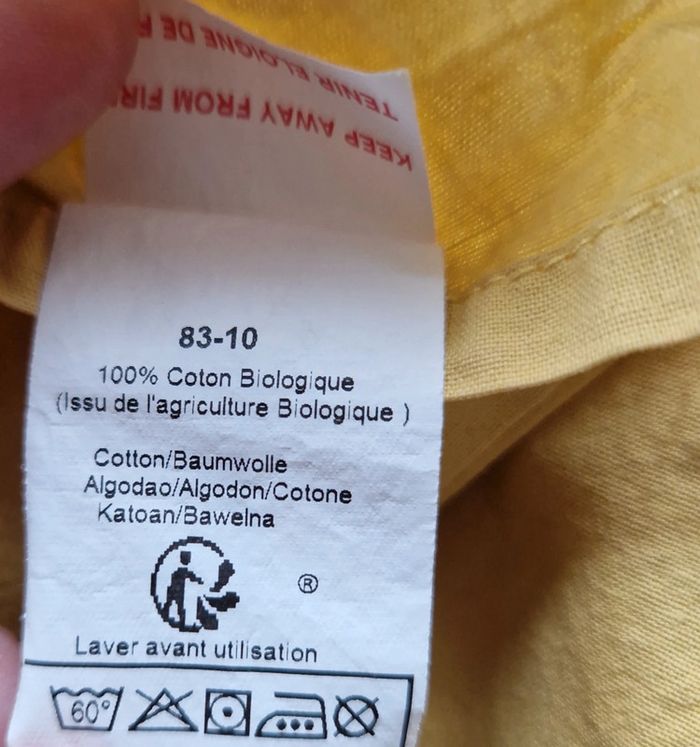 TENIR ELOIGNE DE
KEEP AWAY FROM
83-10
100% Coton Biologique
(Issu de l'agriculture Biologique )
Cotton/Baumwolle
Algodao/Algodon/Cotone
Katoan/Bawelna
®
Laver avant utilisation
60°